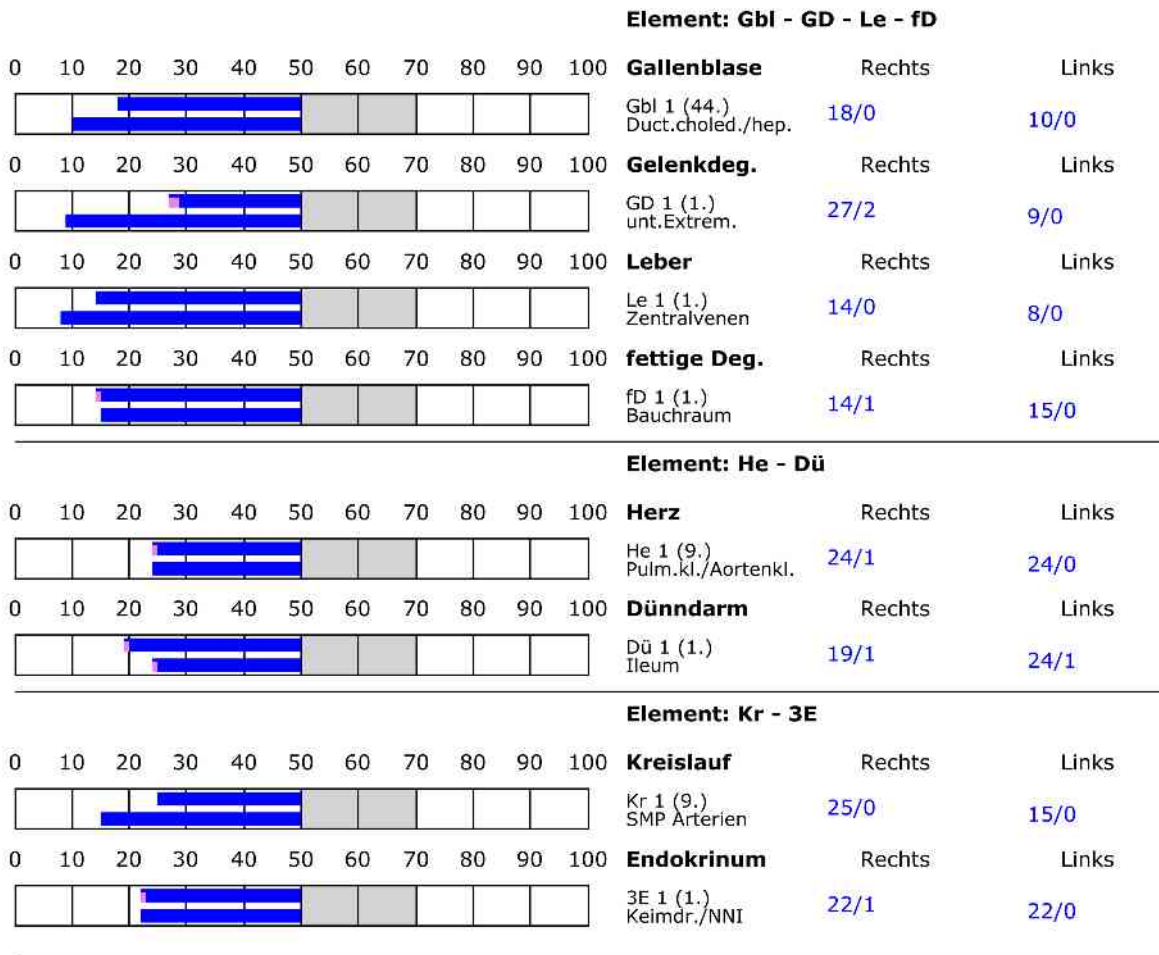 Element: Gbl - GD - Le - fD
0 10 20 30 40 50 60 70 80 90 100 Gallenblase Rechts Links
Gbl 1 (44.) 18/0 10/0
Duct.choled./hep.
0 10 20 30 40 50 60 70 80 90 100 Gelenkdeg. Rechts Links
GD 1 (1.) 27/2 9/0
unt.Extrem.
0 10 20 30 40 50 60 70 80 90 100 Leber Rechts Links
Le 1 (1.) 14/0 8/0
Zentralvenen
0 10 20 30 40 50 60 70 80 90 100 fettige Deg. Rechts Links
fD 1 (1.) 14/1 15/0
Bauchraum
Element: He - Dü
0 10 20 30 40 50 60 70 80 90 100 Herz Rechts Links
He 1 (9.) 24/1 24/0
Pulm.kl./Aortenkl.
0 10 20 30 40 50 60 70 80 90 100 Dünndarm Rechts Links
Dü 1 (1.) 19/1 24/1
Ileum
Element: Kr - 3E
0 10 20 30 40 50 60 70 80 90 100 Kreislauf Rechts Links
Kr 1 (9.) 25/0 15/0
SMP Arterien
0 10 20 30 40 50 60 70 80 90 100 Endokrinum Rechts Links
3E 1 (1.) 22/1 22/0
Keimdr./NNI